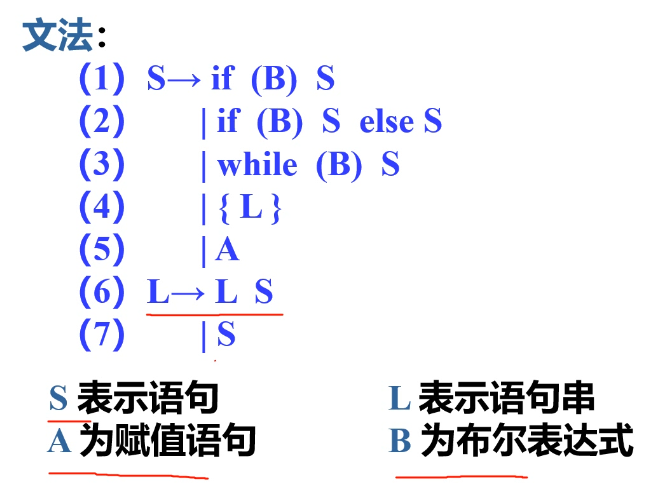 文法：
（1）S→ if (B) S
（2） | if (B) S else S
（3） | while (B) S
（4） | { L }
（5） | A
（6）L→ L S
（7） | S
S 表示语句 L 表示语句串
A 为赋值语句 B 为布尔表达式